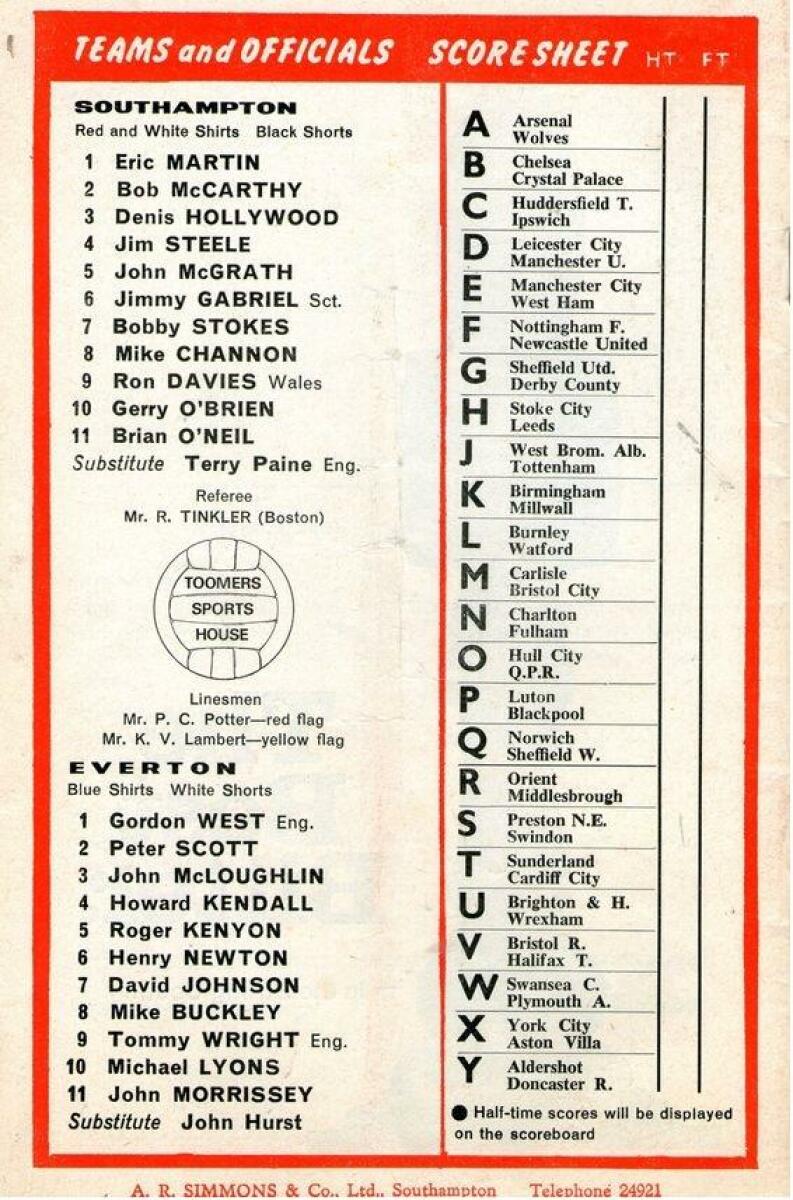 TEAMS and OFFICIALS SCORE SHEET HT FT
SOUTHAMPTON
Red and White Shirts Black Shorts
1 Eric MARTIN
2 Bob McCARTHY
3 Denis HOLLYWOOD
4 Jim STEELE
5 John McGRATH
6 Jimmy GABRIEL Sct.
7 Bobby STOKES
8 Mike CHANNON
9 Ron DAVIES Wales
10 Gerry O'BRIEN
11 Brian O'NEIL
Substitute Terry Paine Eng.
Referee
Mr. R. TINKLER (Boston)
TOOMERS
SPORTS
HOUSE
Linesmen
Mr. P. C. Potter—red flag
Mr. K. V. Lambert—yellow flag
EVERTON
Blue Shirts White Shorts
1 Gordon WEST Eng.
2 Peter SCOTT
3 John McLOUGHLIN
4 Howard KENDALL
5 Roger KENYON
6 Henry NEWTON
7 David JOHNSON
8 Mike BUCKLEY
9 Tommy WRIGHT Eng.
10 Michael LYONS
11 John MORRISSEY
Substitute John Hurst
A Arsenal
Wolves
B Chelsea
Crystal Palace
C Huddersfield T.
Ipswich
D Leicester City
Manchester U.
E Manchester City
West Ham
F Nottingham F.
Newcastle United
G Sheffield Utd.
Derby County
H Stoke City
Leeds
J West Brom. Alb.
Tottenham
K Birmingham
Millwall
L Burnley
Watford
M Carlisle
Bristol City
N Charlton
Fulham
O Hull City
Q.P.R.
P Luton
Blackpool
Q Norwich
Sheffield W.
R Orient
Middlesbrough
S Preston N.E.
Swindon
T Sunderland
Cardiff City
U Brighton & H.
Wrexham
V Bristol R.
Halifax T.
W Swansea C.
Plymouth A.
X York City
Aston Villa
Y Aldershot
Doncaster R.
● Half-time scores will be displayed
on the scoreboard
A. R. SIMMONS & Co., Ltd., Southampton Telephone 24921